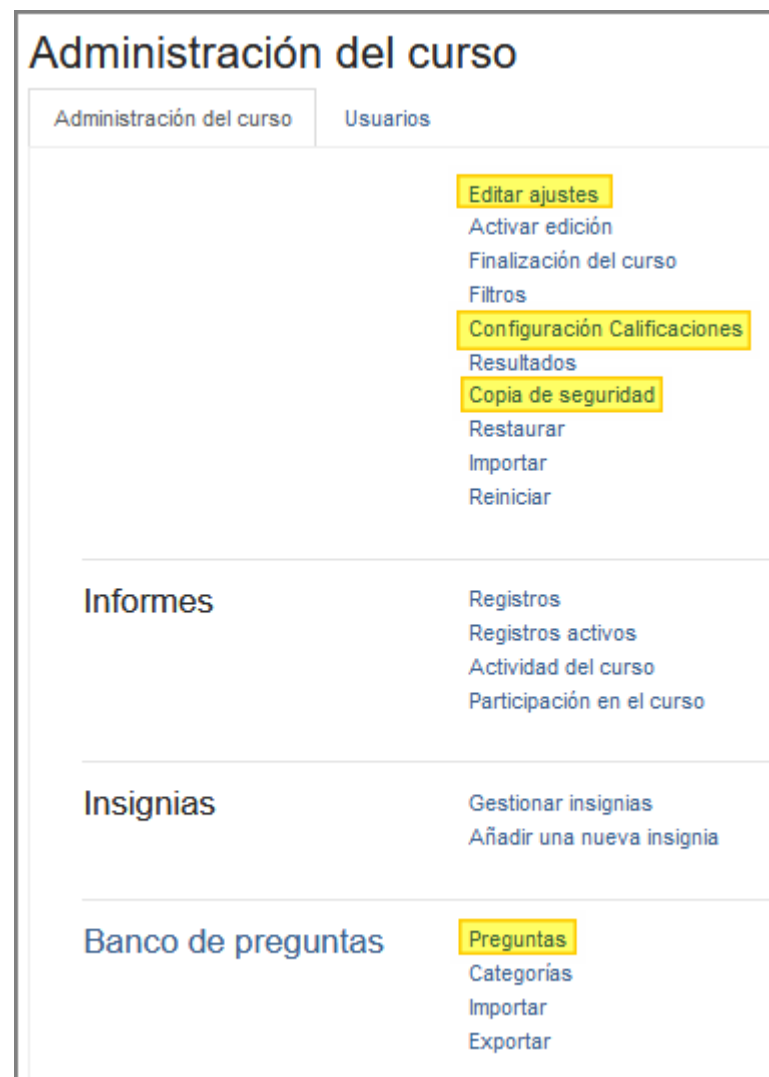 Administración del curso
Administración del curso Usuarios
Editar ajustes
Activar edición
Finalización del curso
Filtros
Configuración Calificaciones
Resultados
Copia de seguridad
Restaurar
Importar
Reiniciar
Informes
Registros
Registros activos
Actividad del curso
Participación en el curso
Insignias
Gestionar insignias
Añadir una nueva insignia
Banco de preguntas
Preguntas
Categorías
Importar
Exportar